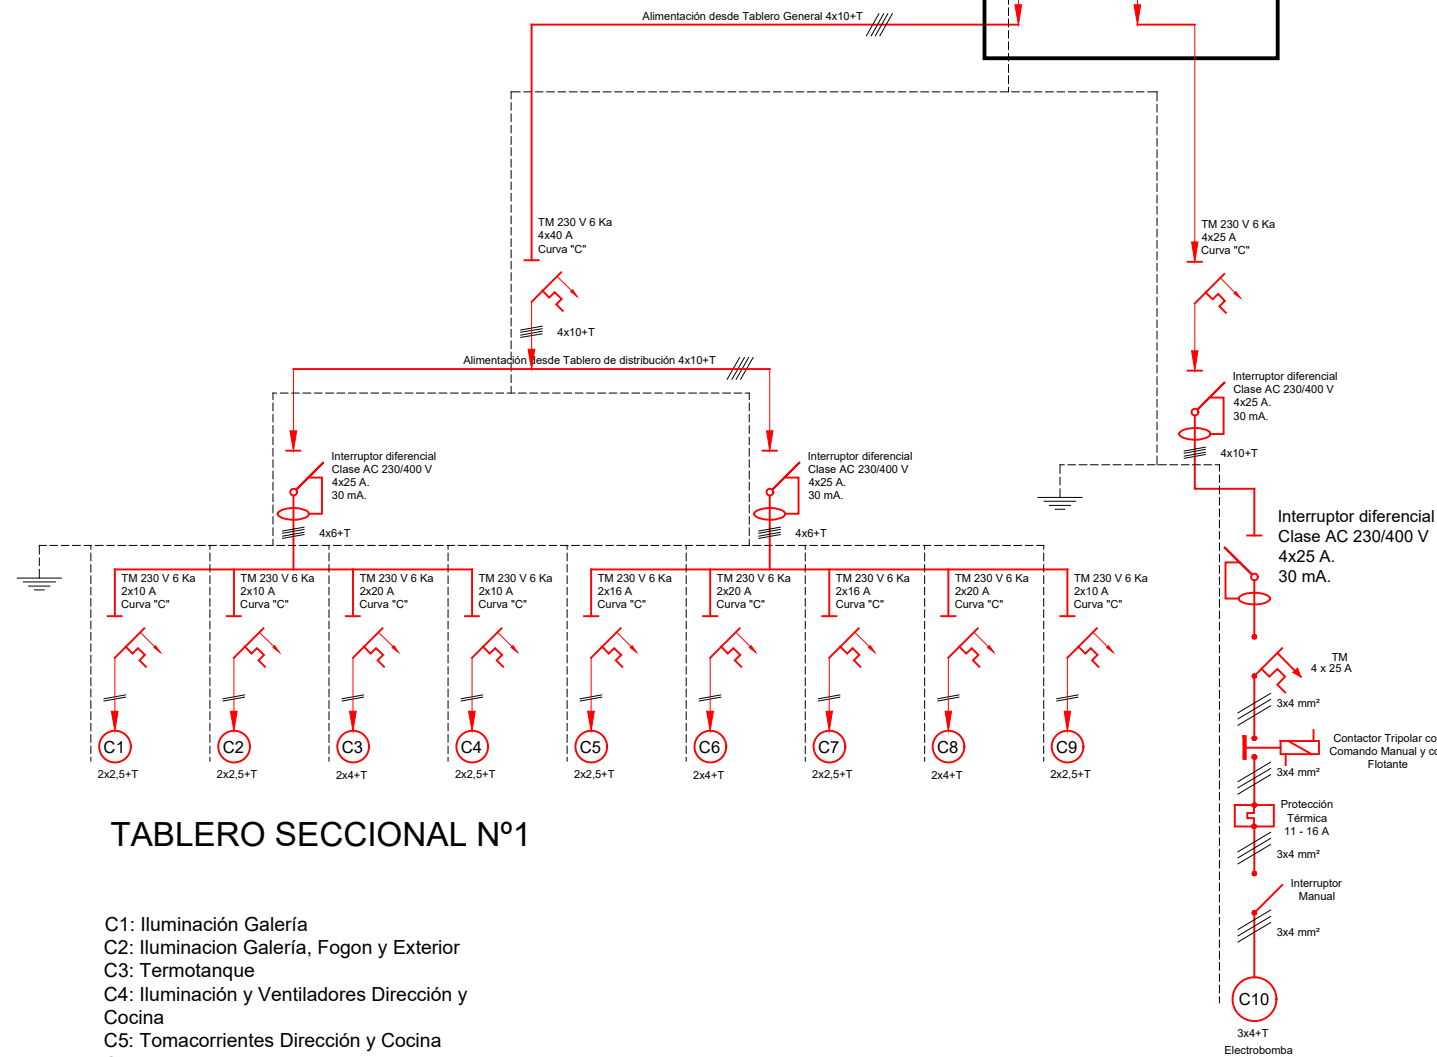 Alimentación desde Tablero General 4x10+T
TM 230 V 6 Ka
4x40 A
Curva "C"
4x10+T
TM 230 V 6 Ka
4x25 A
Curva "C"
Alimentación desde Tablero de distribución 4x10+T
Interruptor diferencial
Clase AC 230/400 V
4x25 A.
30 mA.
4x10+T
Interruptor diferencial
Clase AC 230/400 V
4x25 A.
30 mA.
4x6+T
Interruptor diferencial
Clase AC 230/400 V
4x25 A.
30 mA.
4x6+T
Interruptor diferencial
Clase AC 230/400 V
4x25 A.
30 mA.
TM 230 V 6 Ka
2x10 A
Curva "C"
TM 230 V 6 Ka
2x10 A
Curva "C"
TM 230 V 6 Ka
2x20 A
Curva "C"
TM 230 V 6 Ka
2x10 A
Curva "C"
TM 230 V 6 Ka
2x16 A
Curva "C"
TM 230 V 6 Ka
2x20 A
Curva "C"
TM 230 V 6 Ka
2x16 A
Curva "C"
TM 230 V 6 Ka
2x20 A
Curva "C"
TM 230 V 6 Ka
2x10 A
Curva "C"
C1
2x2,5+T
C2
2x2,5+T
C3
2x4+T
C4
2x2,5+T
C5
2x2,5+T
C6
2x4+T
C7
2x2,5+T
C8
2x4+T
C9
2x2,5+T
TM
4 x 25 A
3x4 mm²
Contactor Tripolar co
Comando Manual y co
Flotante
3x4 mm²
Protección
Térmica
11 - 16 A
3x4 mm²
Interruptor
Manual
3x4 mm²
C10
3x4+T
Electrobomba
TABLERO SECCIONAL Nº1
C1: Iluminación Galería
C2: Iluminacion Galería, Fogon y Exterior
C3: Termotanque
C4: Iluminación y Ventiladores Dirección y
Cocina
C5: Tomacorrientes Dirección y Cocina